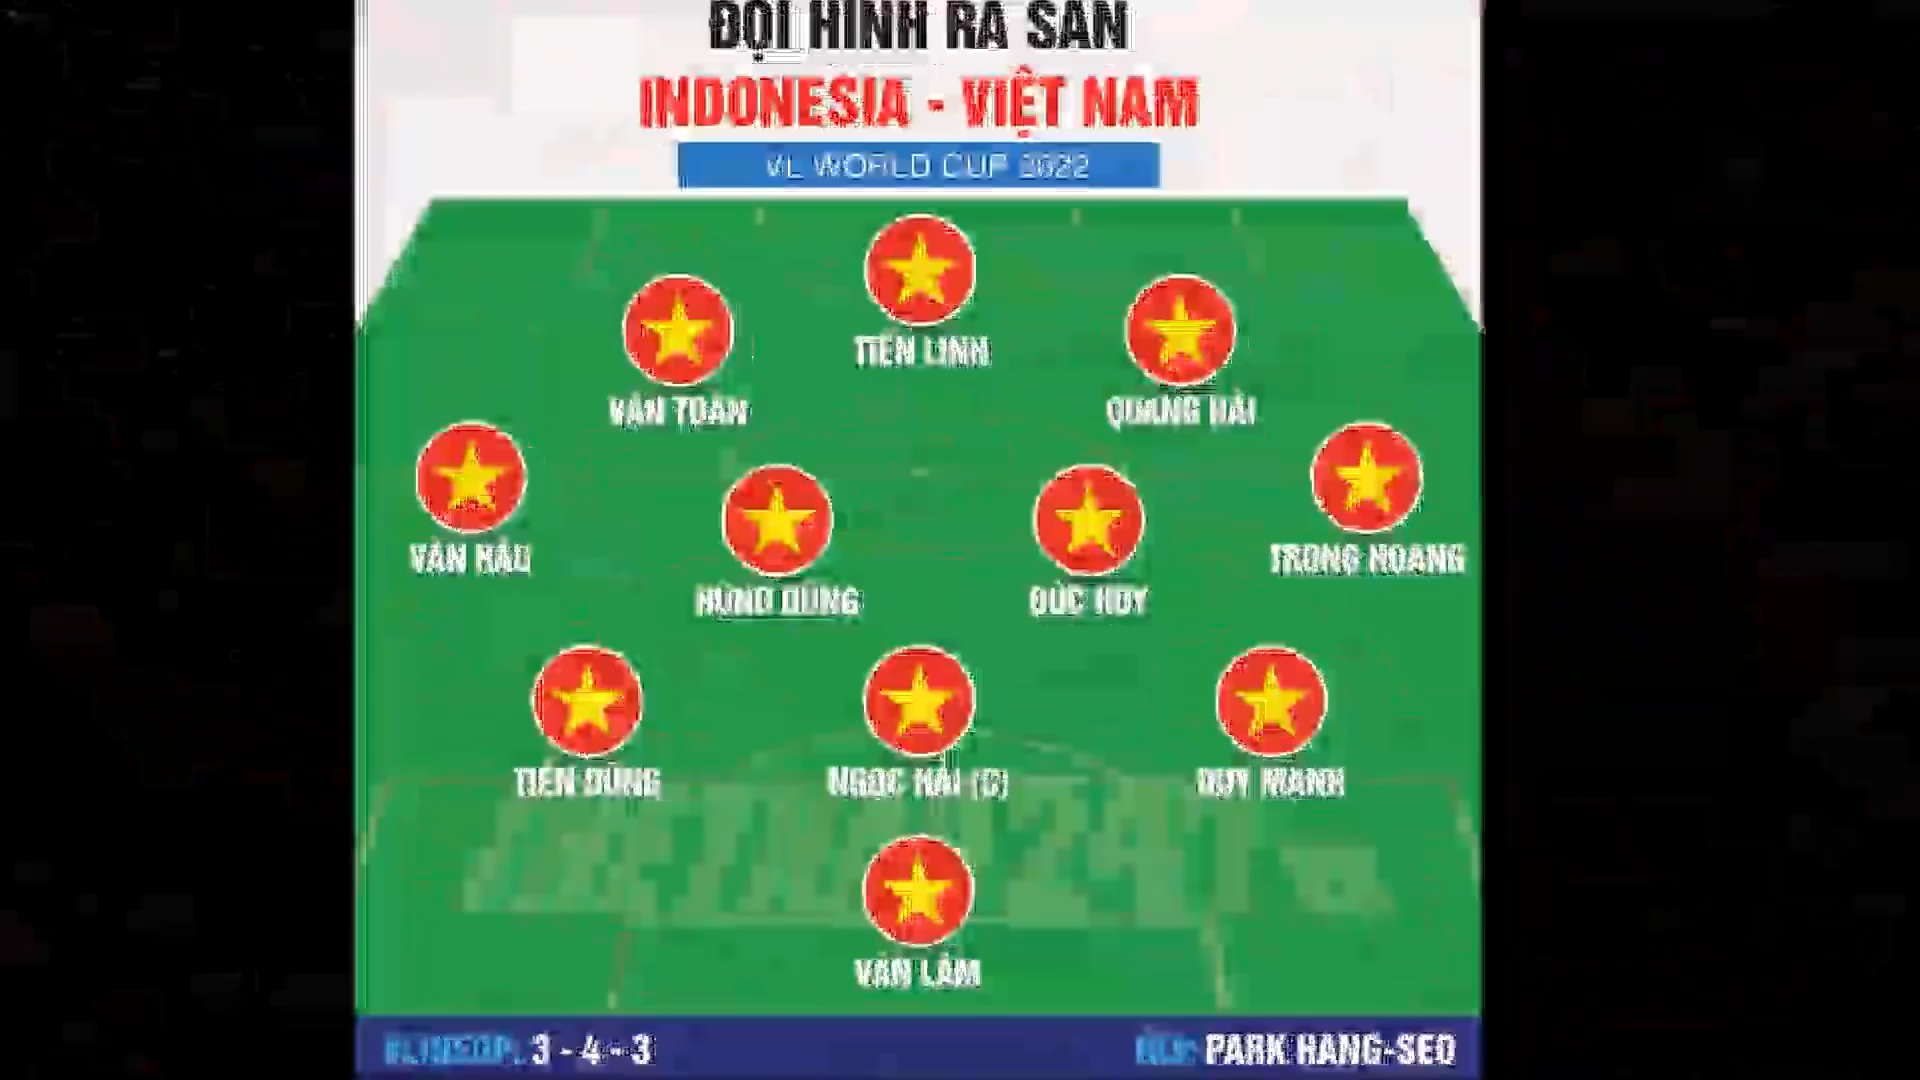 ĐỘI HÌNH RA SÂN
INDONESIA - VIỆT NAM
VL WORLD CUP 2022
TIẾN LINH
VĂN TOÀN
QUANG HẢI
VĂN HẬU
TRỌNG HOÀNG
HÙNG DŨNG
ĐỨC HUY
TIẾN DŨNG
NGỌC HẢI (C)
DUY MẠNH
VĂN LÂM
3 - 4 - 3
PARK HANG-SEO